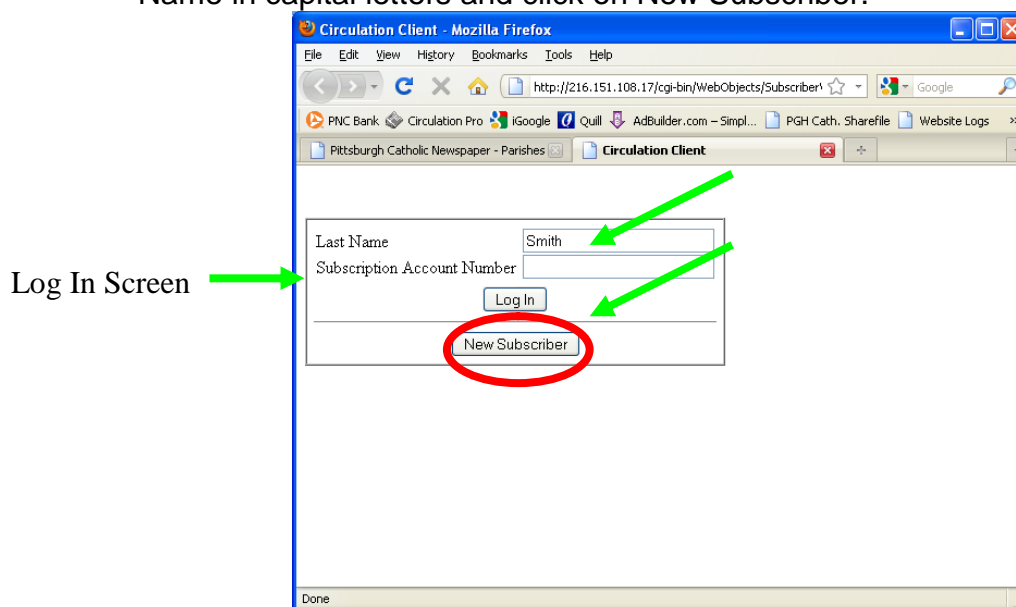 Name in capital letters and click on New Subscriber.
Circulation Client - Mozilla Firefox
File Edit View History Bookmarks Tools Help
http://216.151.108.17/cgi-bin/WebObjects/Subscriber Google
PNC Bank Circulation Pro iGoogle Quill AdBuilder.com – Simpl... PGH Cath. Sharefile Website Logs »
Pittsburgh Catholic Newspaper - Parishes Circulation Client
Last Name Smith
Subscription Account Number
Log In Screen
Log In
New Subscriber
Done